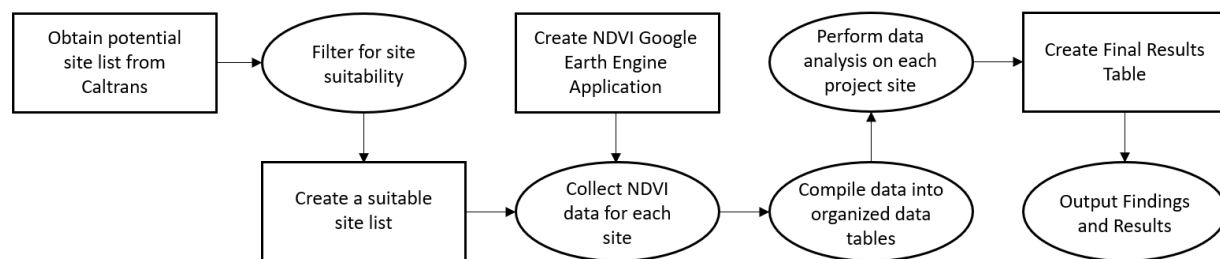 Obtain potential
site list from
Caltrans
Filter for site
suitability
Create a suitable
site list
Create NDVI Google
Earth Engine
Application
Collect NDVI
data for each
site
Compile data into
organized data
tables
Perform data
analysis on each
project site
Create Final Results
Table
Output Findings
and Results